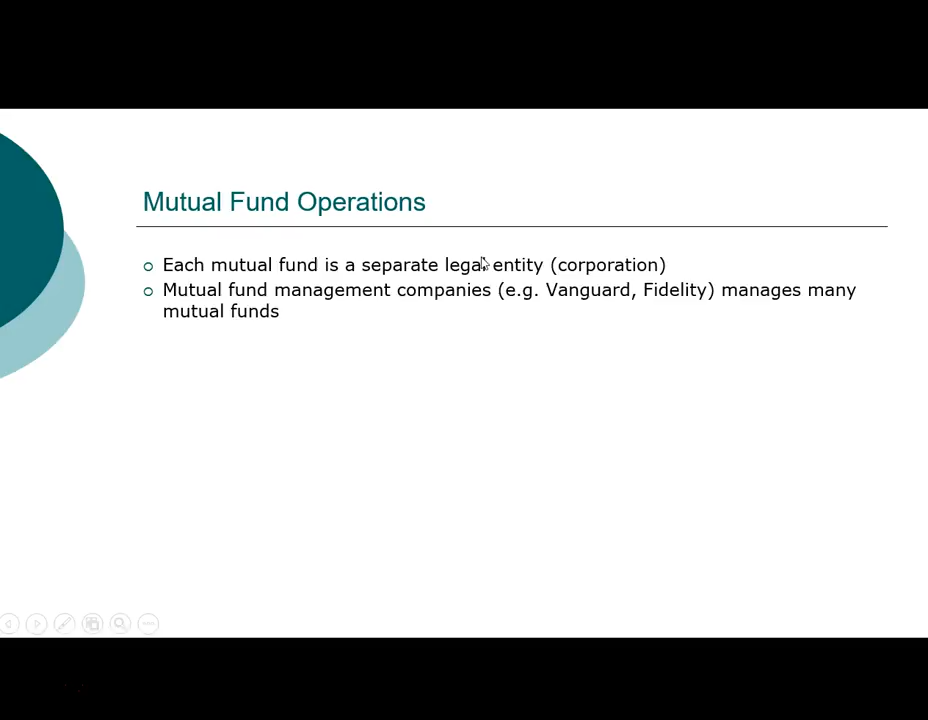 Mutual Fund Operations
Each mutual fund is a separate legal entity (corporation)
Mutual fund management companies (e.g. Vanguard, Fidelity) manages many
mutual funds